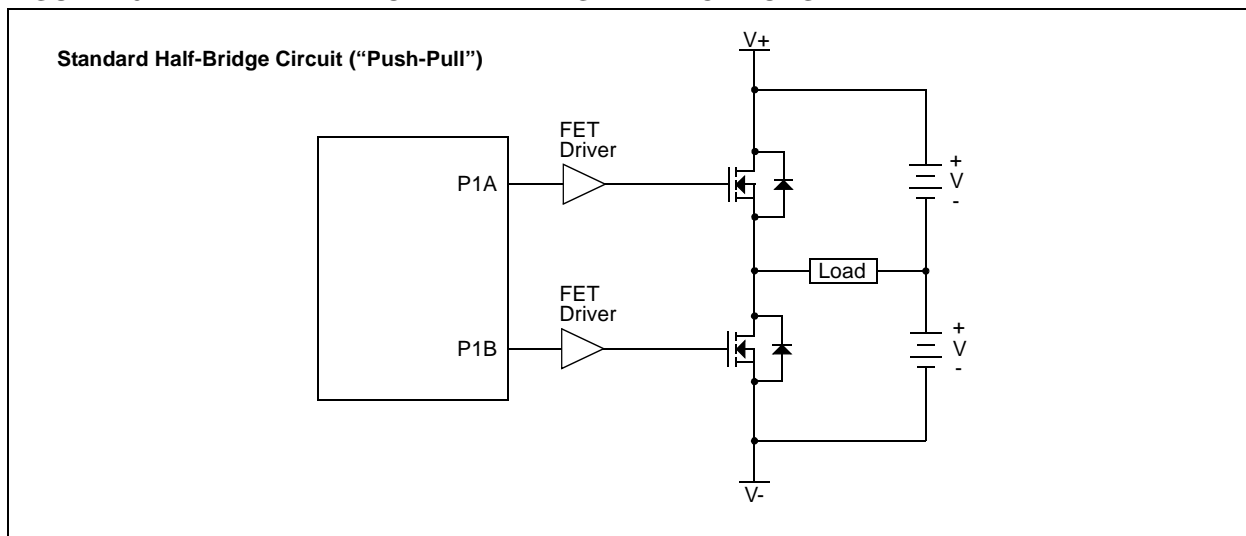 Standard Half-Bridge Circuit (“Push-Pull”)
V+
FET
Driver
P1A
+
V
-
Load
FET
Driver
P1B
+
V
-
V-